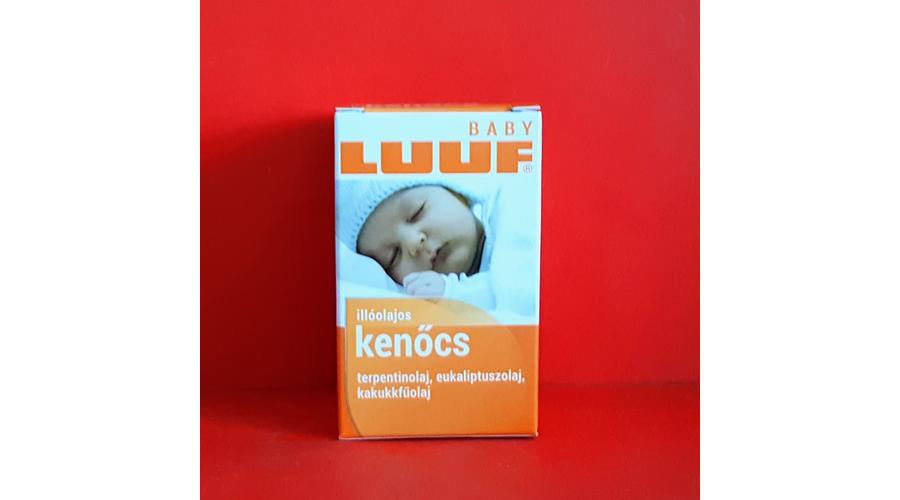 BABY
LUUF®
illóolajos
kenőcs
terpentinolaj, eukaliptuszolaj,
kakukkfűolaj